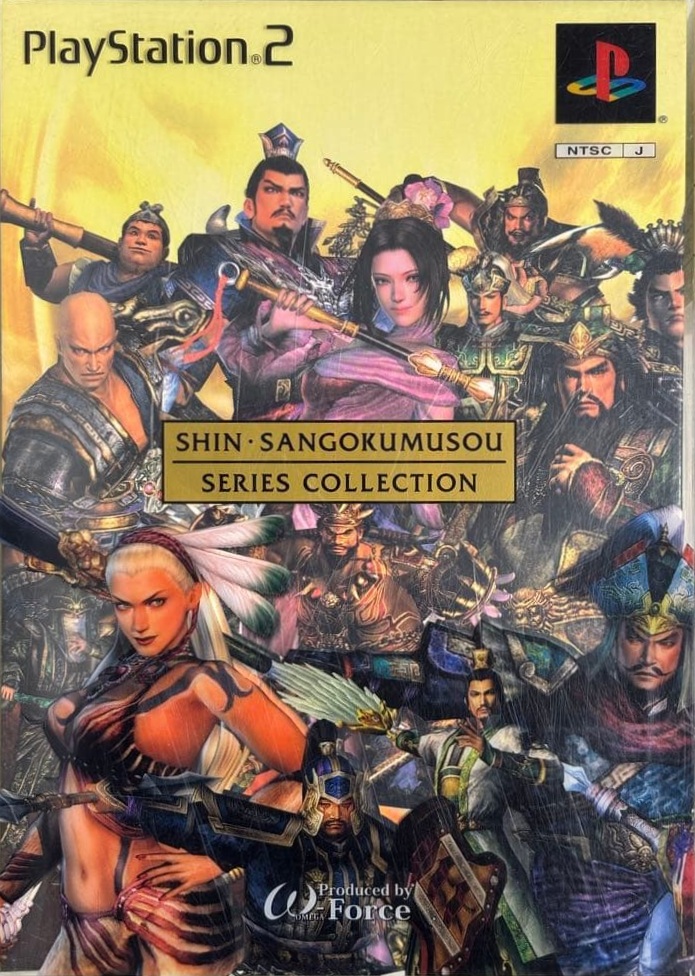 PlayStation®2
®
NTSC J
SHIN·SANGOKUMUSOU
SERIES COLLECTION
Produced by
ω OMEGA-Force